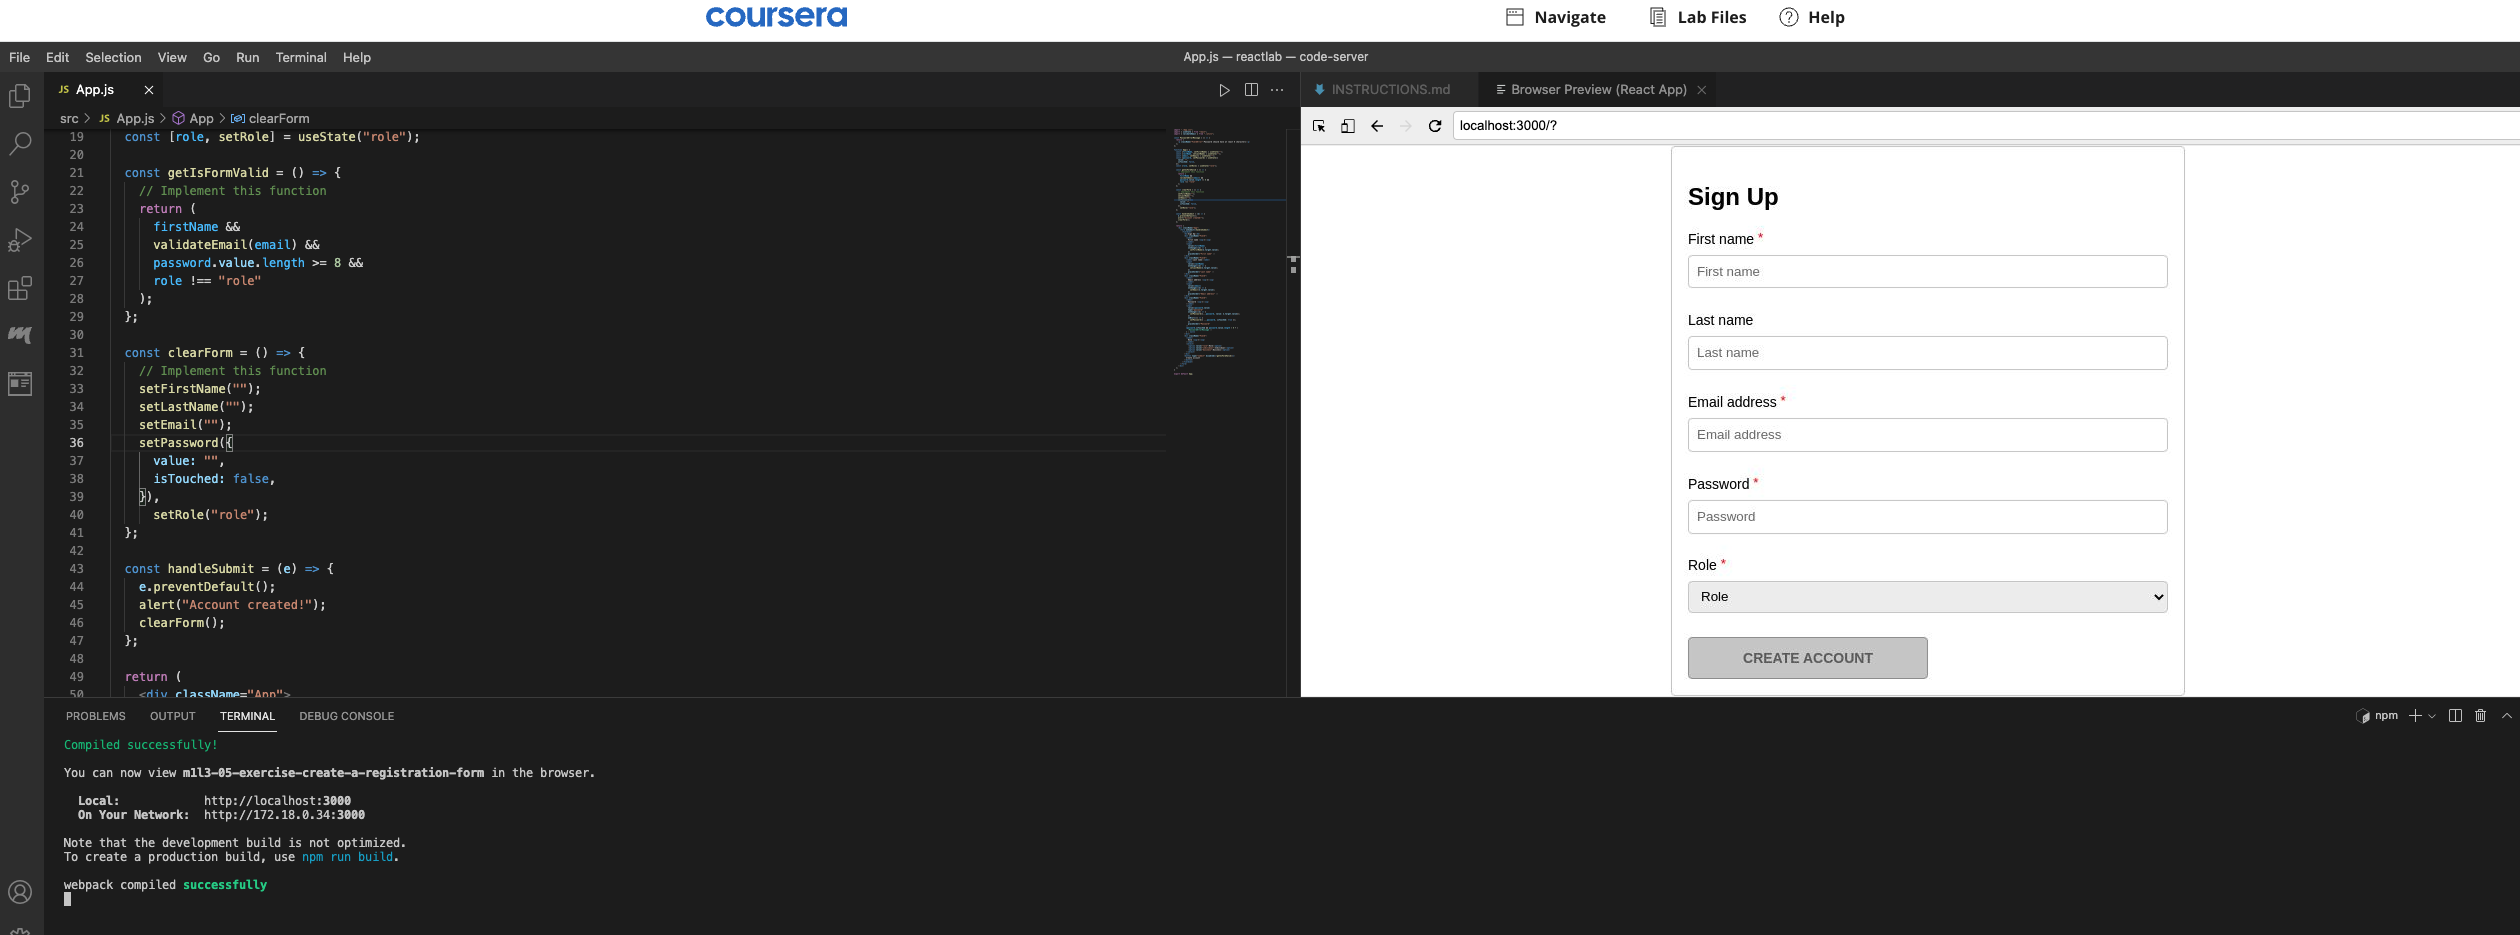 coursera
Navigate
Lab Files
Help
File Edit Selection View Go Run Terminal Help
App.js — reactlab — code-server
JS App.js
INSTRUCTIONS.md
Browser Preview (React App)
src > JS App.js > App > clearForm
localhost:3000/?
19 const [role, setRole] = useState("role");
20
21 const getIsFormValid = () => {
22 // Implement this function
23 return (
24 firstName &&
25 validateEmail(email) &&
26 password.value.length >= 8 &&
27 role !== "role"
28 );
29 };
30
31 const clearForm = () => {
32 // Implement this function
33 setFirstName("");
34 setLastName("");
35 setEmail("");
36 setPassword({
37 value: "",
38 isTouched: false,
39 }),
40 setRole("role");
41 };
42
43 const handleSubmit = (e) => {
44 e.preventDefault();
45 alert("Account created!");
46 clearForm();
47 };
48
49 return (
50 <div className="App">
Sign Up
First name *
First name
Last name
Last name
Email address *
Email address
Password *
Password
Role *
Role
CREATE ACCOUNT
PROBLEMS OUTPUT TERMINAL DEBUG CONSOLE
npm
Compiled successfully!
You can now view m1l3-05-exercise-create-a-registration-form in the browser.
Local: http://localhost:3000
On Your Network: http://172.18.0.34:3000
Note that the development build is not optimized.
To create a production build, use npm run build.
webpack compiled successfully